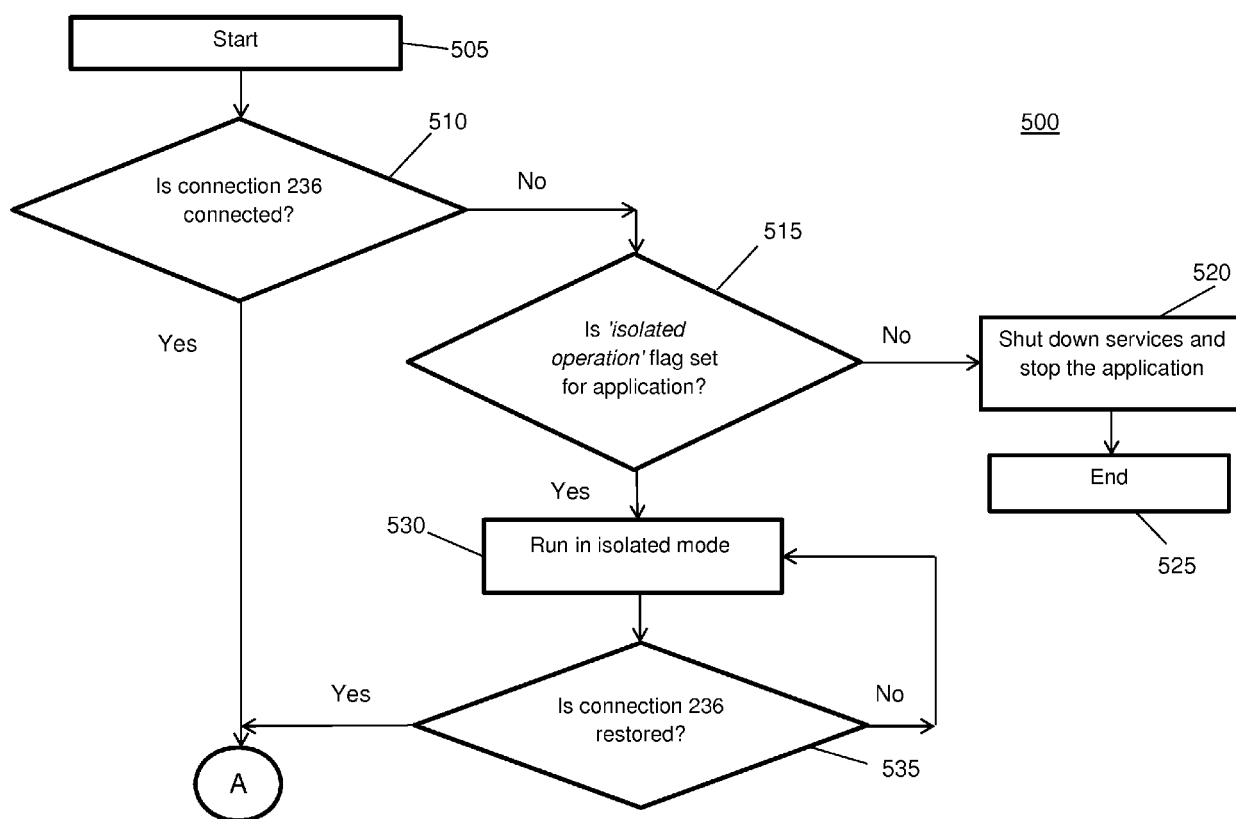 Start
505
500
510
Is connection 236
connected?
No
515
Yes
Is 'isolated
operation' flag set
for application?
No
520
Shut down services and
stop the application
End
525
Yes
530
Run in isolated mode
Yes
Is connection 236
restored?
No
535
A